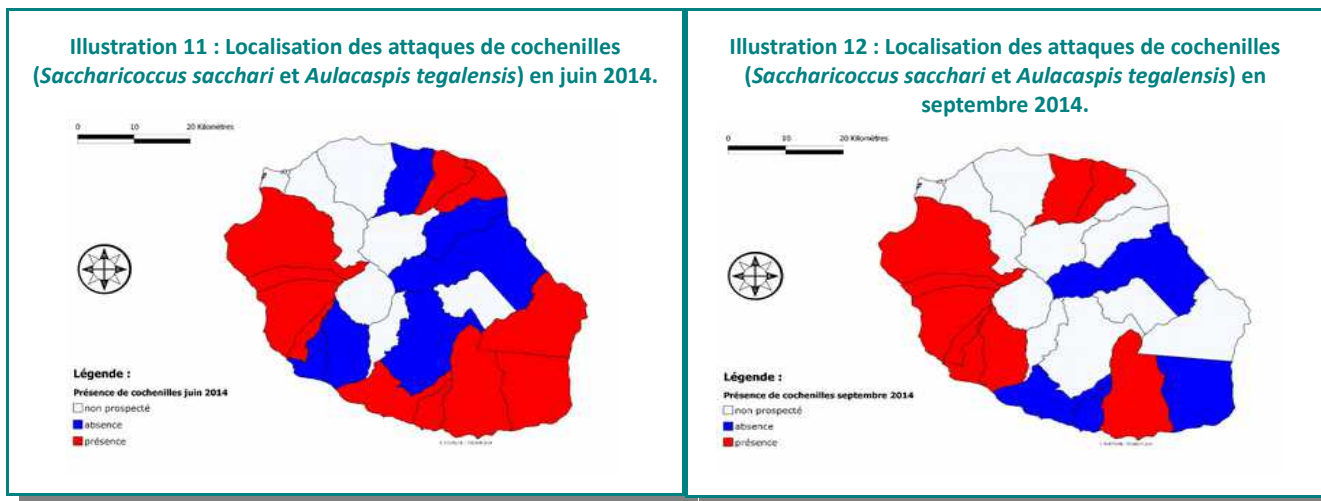 Illustration 11 : Localisation des attaques de cochenilles
(Saccharicoccus sacchari et Aulacaspis tegalensis) en juin 2014.
0 10 20 Kilomètres
Légende :
Présence de cochenilles juin 2014
non prospecté
absence
présence
Illustration 12 : Localisation des attaques de cochenilles
(Saccharicoccus sacchari et Aulacaspis tegalensis) en
septembre 2014.
0 10 20 Kilomètres
Légende :
Présence de cochenilles septembre 2014
non prospecté
absence
présence